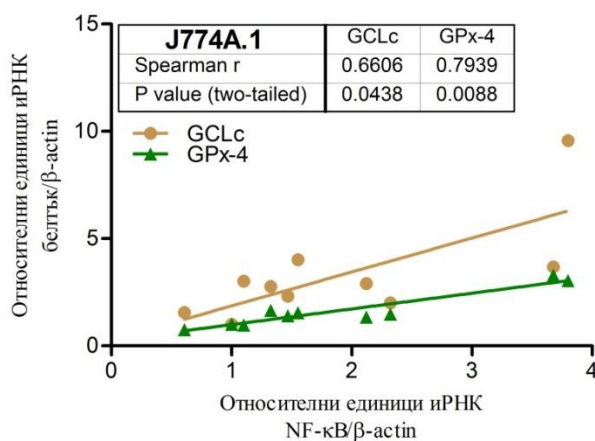 15
J774A.1 GCLc GPx-4
Spearman r 0.6606 0.7939
P value (two-tailed) 0.0438 0.0088
GCLc
GPx-4
10
5
0
0 1 2 3 4
Относителни единици иРНК
белтък/β-actin
Относителни единици иРНК
NF-κB/β-actin